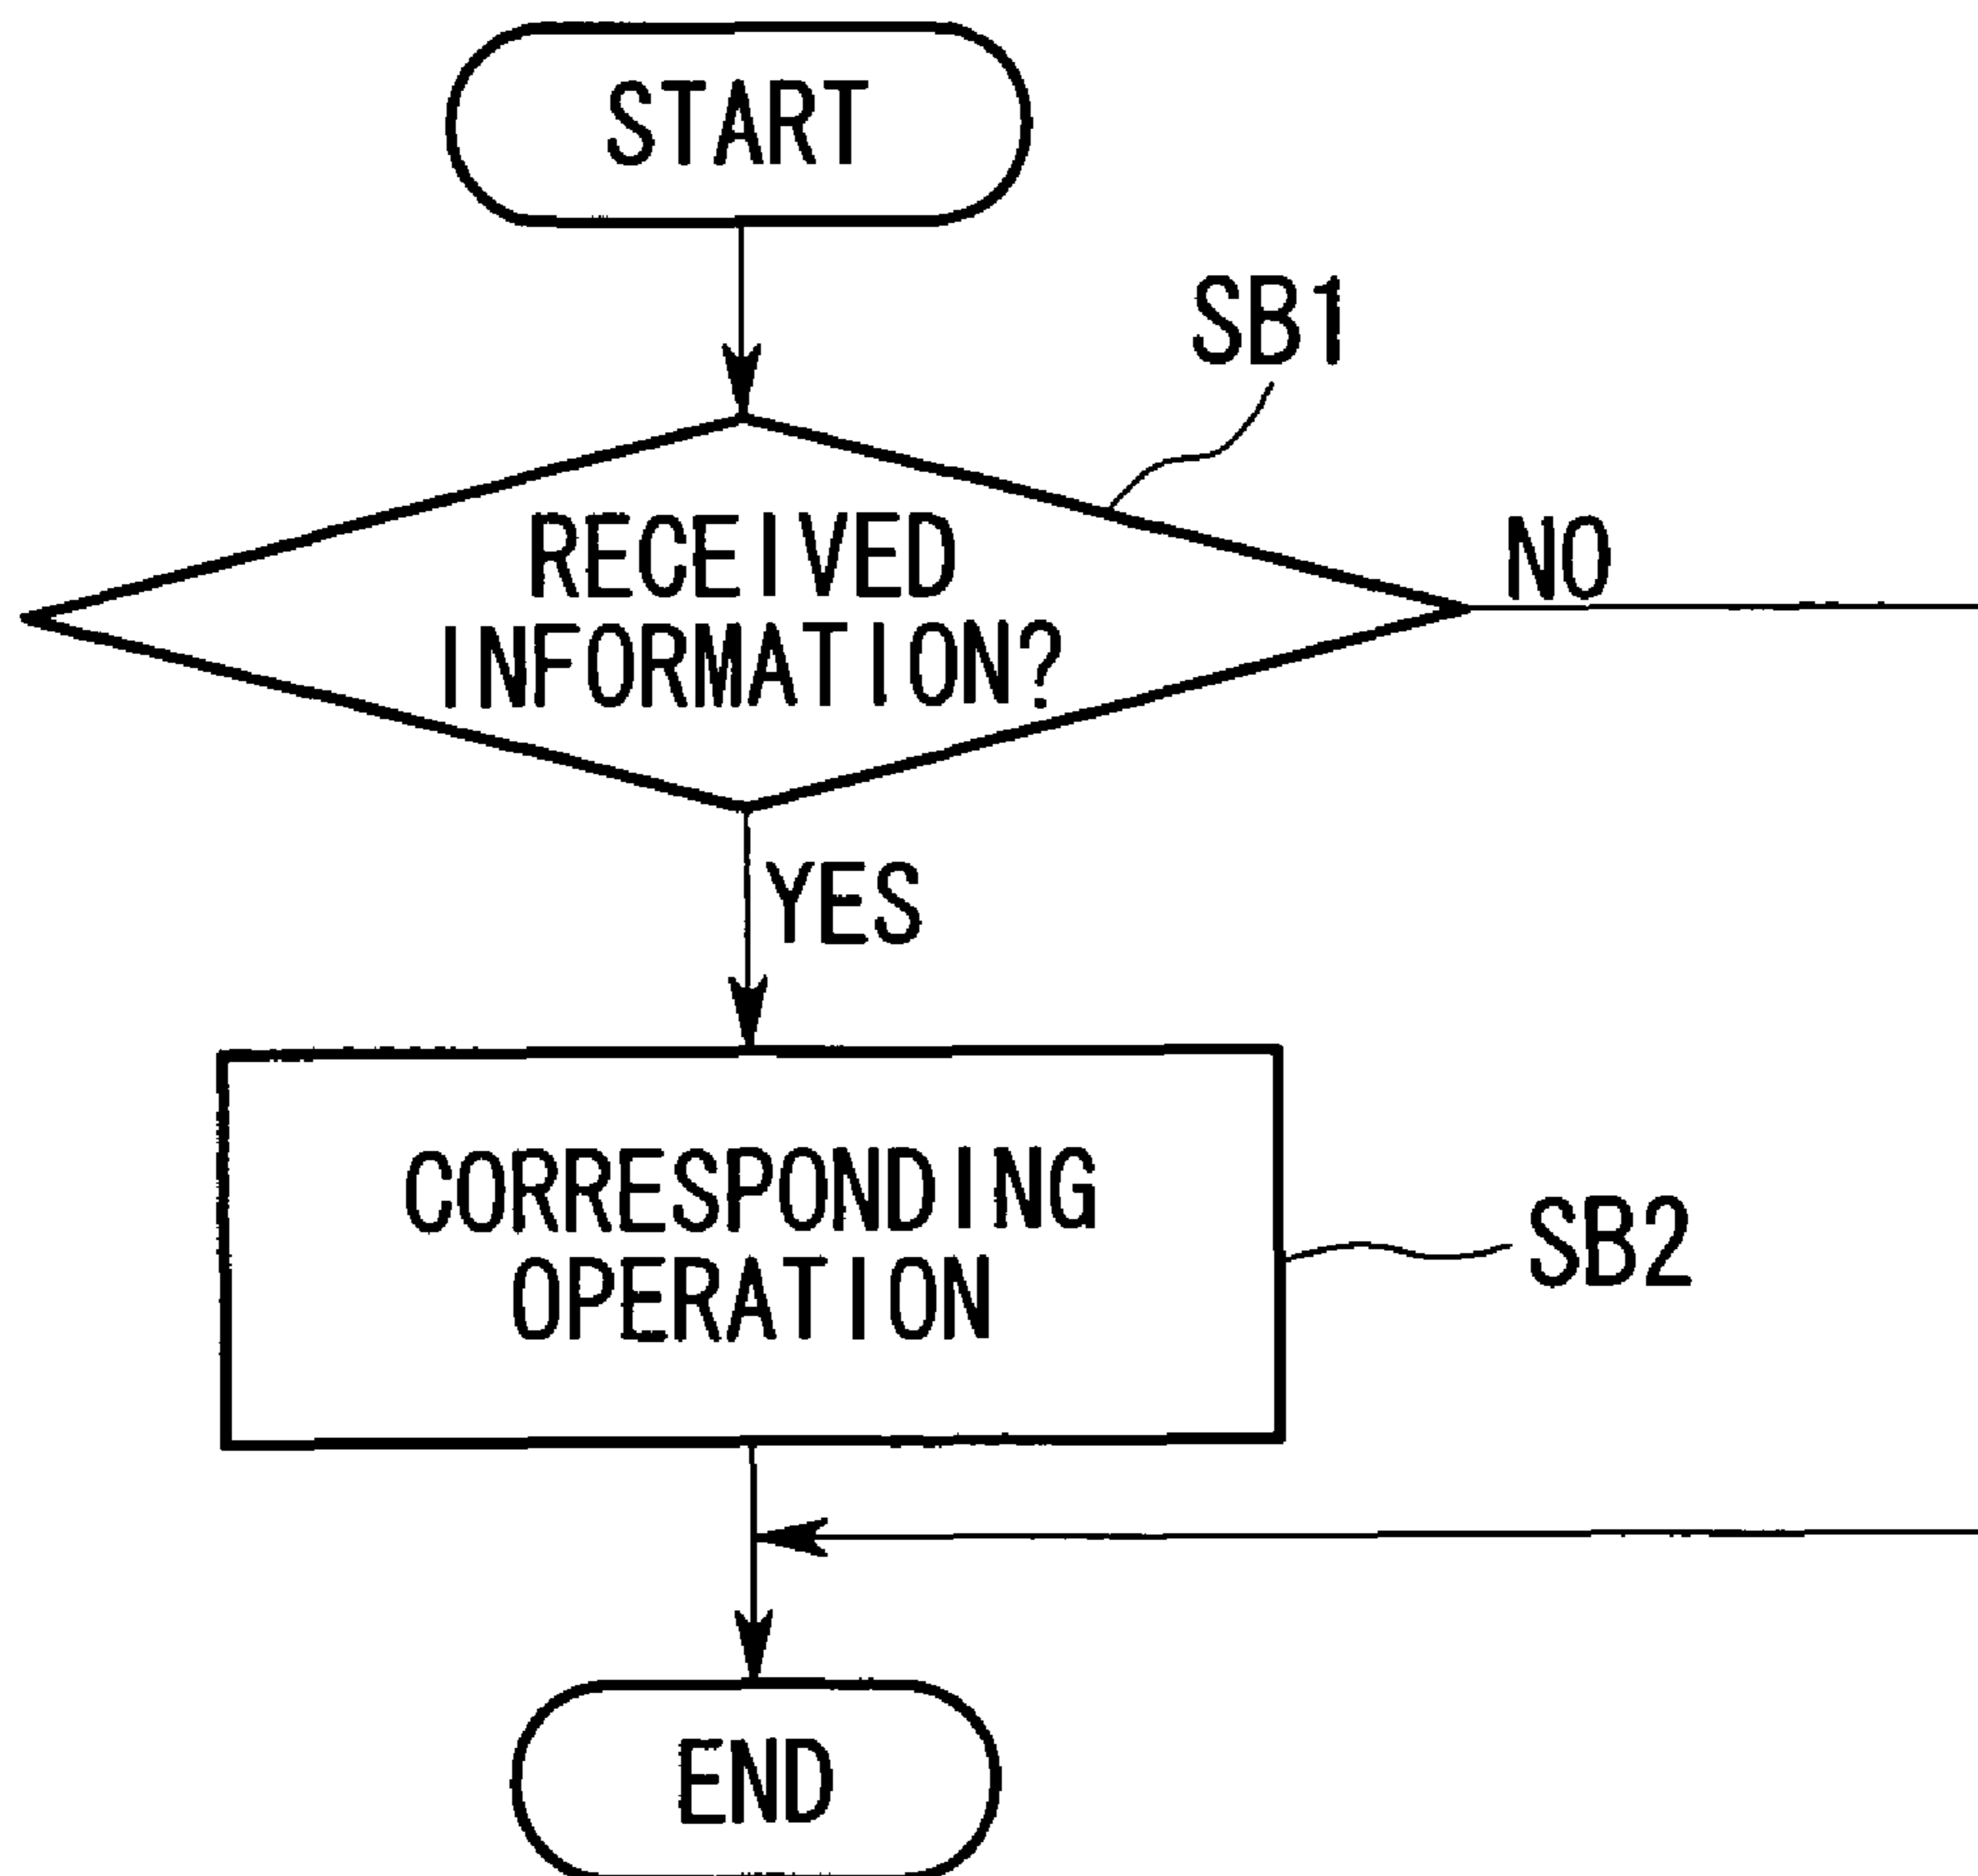 START
SB1
RECEIVED
INFORMATION?
NO
YES
CORRESPONDING
OPERATION
SB2
END